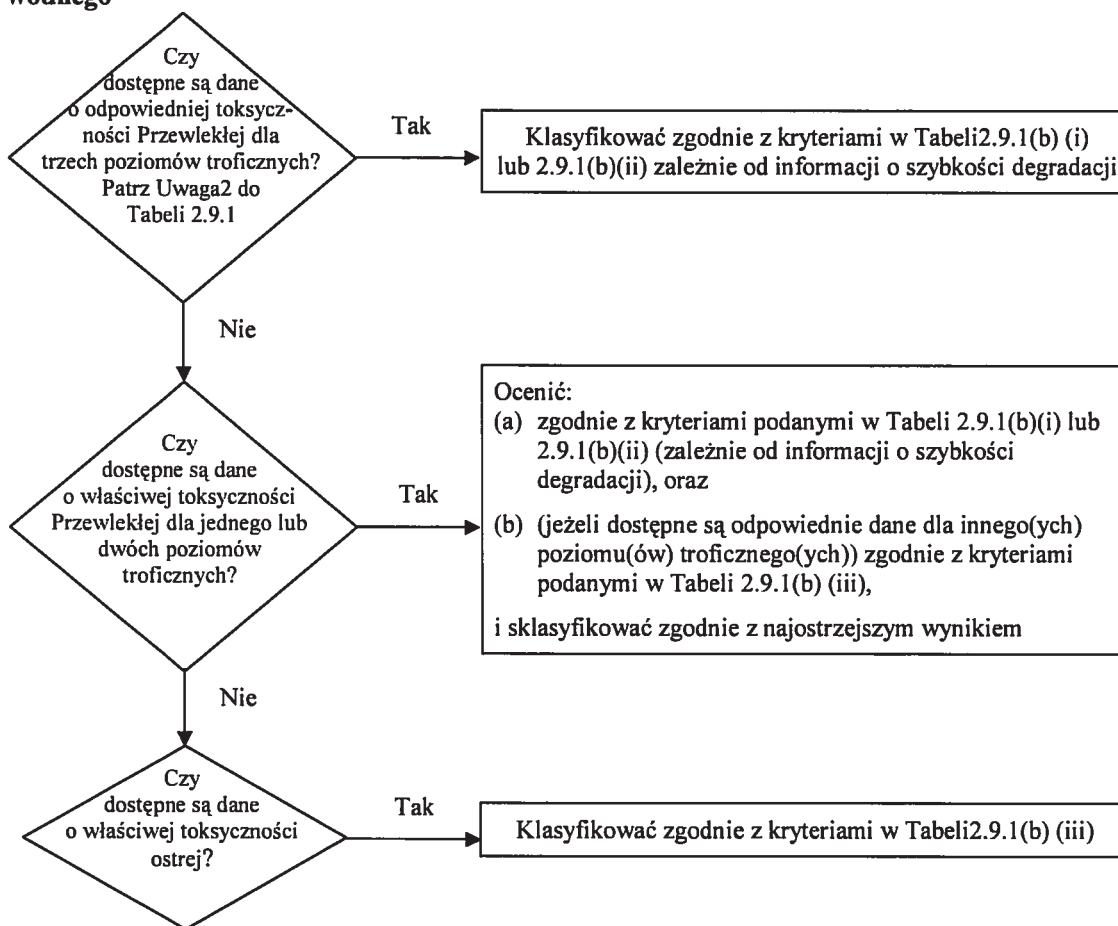 wodnego
Czy
dostępne są dane
o odpowiedniej toksycz-
ności Przewlekłej dla
trzech poziomów troficznych?
Patrz Uwaga2 do
Tabeli 2.9.1
Tak
Klasyfikować zgodnie z kryteriami w Tabeli2.9.1(b) (i)
lub 2.9.1(b)(ii) zależnie od informacji o szybkości degradacji
Nie
Czy
dostępne są dane
o właściwej toksyczności
Przewlekłej dla jednego lub
dwóch poziomów
troficznych?
Tak
Ocenić:
(a) zgodnie z kryteriami podanymi w Tabeli 2.9.1(b)(i) lub
2.9.1(b)(ii) (zależnie od informacji o szybkości
degradacji), oraz
(b) (jeżeli dostępne są odpowiednie dane dla innego(ych)
poziomu(ów) troficznego(ych)) zgodnie z kryteriami
podanymi w Tabeli 2.9.1(b) (iii),
i sklasyfikować zgodnie z najostrzejszym wynikiem
Nie
Czy
dostępne są dane
o właściwej toksyczności
ostrej?
Tak
Klasyfikować zgodnie z kryteriami w Tabeli2.9.1(b) (iii)